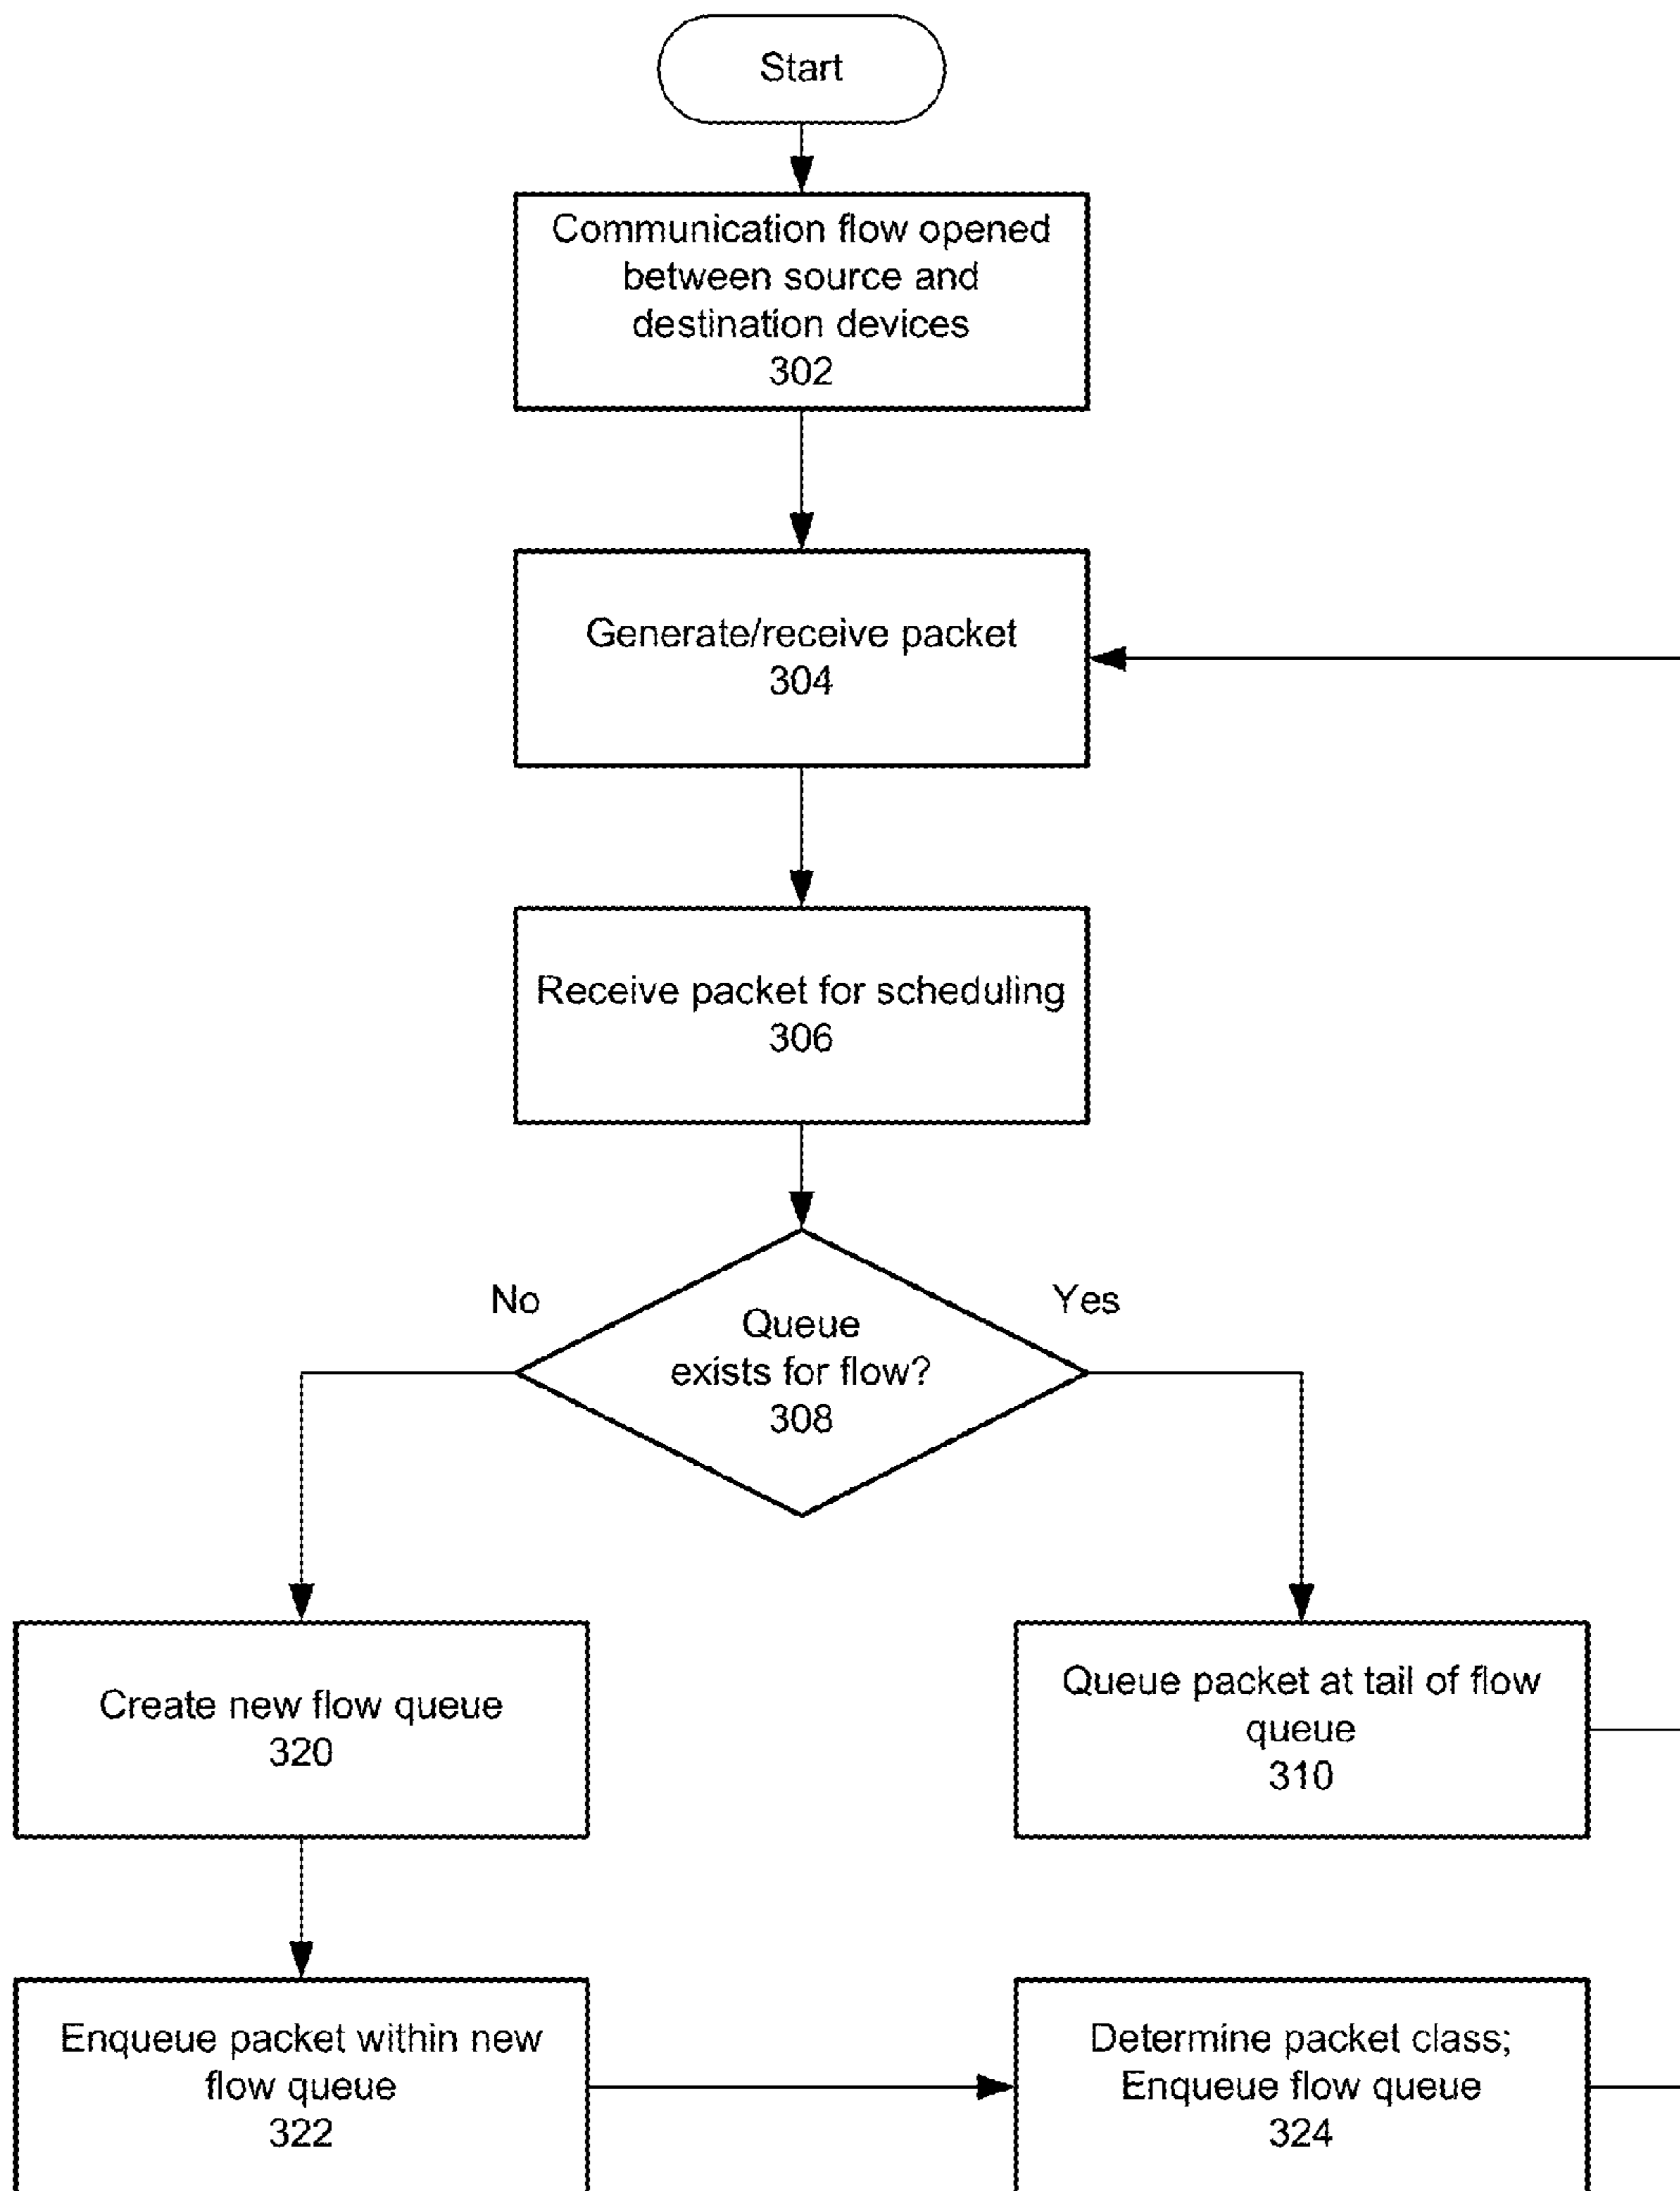 Start
Communication flow opened
between source and
destination devices
302
Generate/receive packet
304
Receive packet for scheduling
306
No
Yes
Queue
exists for flow?
308
Create new flow queue
320
Queue packet at tail of flow
queue
310
Enqueue packet within new
flow queue
322
Determine packet class;
Enqueue flow queue
324